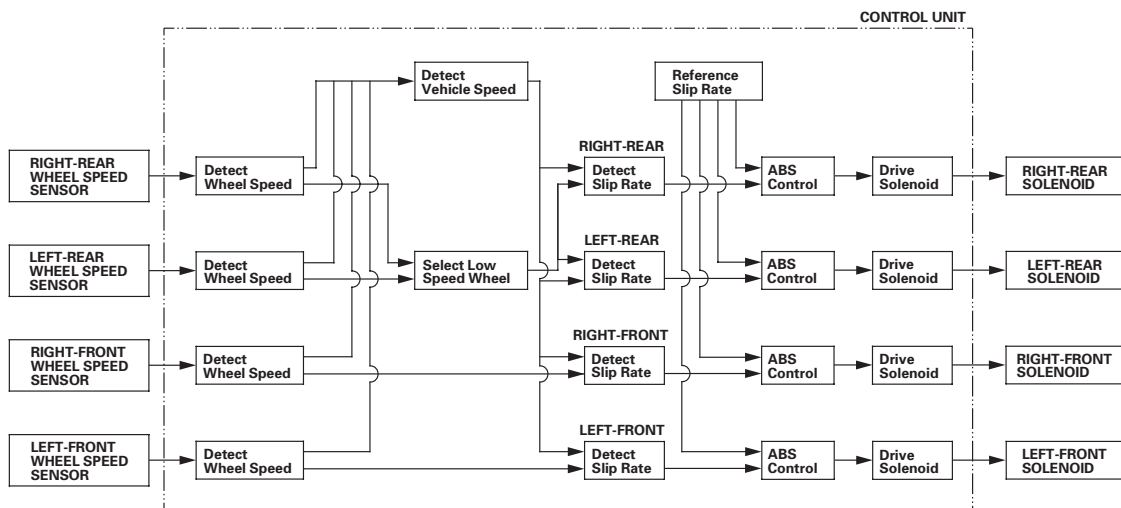 CONTROL UNIT
Detect
Vehicle Speed
Reference
Slip Rate
RIGHT-REAR
WHEEL SPEED
SENSOR
Detect
Wheel Speed
RIGHT-REAR
Detect
Slip Rate
ABS
Control
Drive
Solenoid
RIGHT-REAR
SOLENOID
LEFT-REAR
WHEEL SPEED
SENSOR
Detect
Wheel Speed
Select Low
Speed Wheel
LEFT-REAR
Detect
Slip Rate
ABS
Control
Drive
Solenoid
LEFT-REAR
SOLENOID
RIGHT-FRONT
WHEEL SPEED
SENSOR
Detect
Wheel Speed
RIGHT-FRONT
Detect
Slip Rate
ABS
Control
Drive
Solenoid
RIGHT-FRONT
SOLENOID
LEFT-FRONT
WHEEL SPEED
SENSOR
Detect
Wheel Speed
LEFT-FRONT
Detect
Slip Rate
ABS
Control
Drive
Solenoid
LEFT-FRONT
SOLENOID